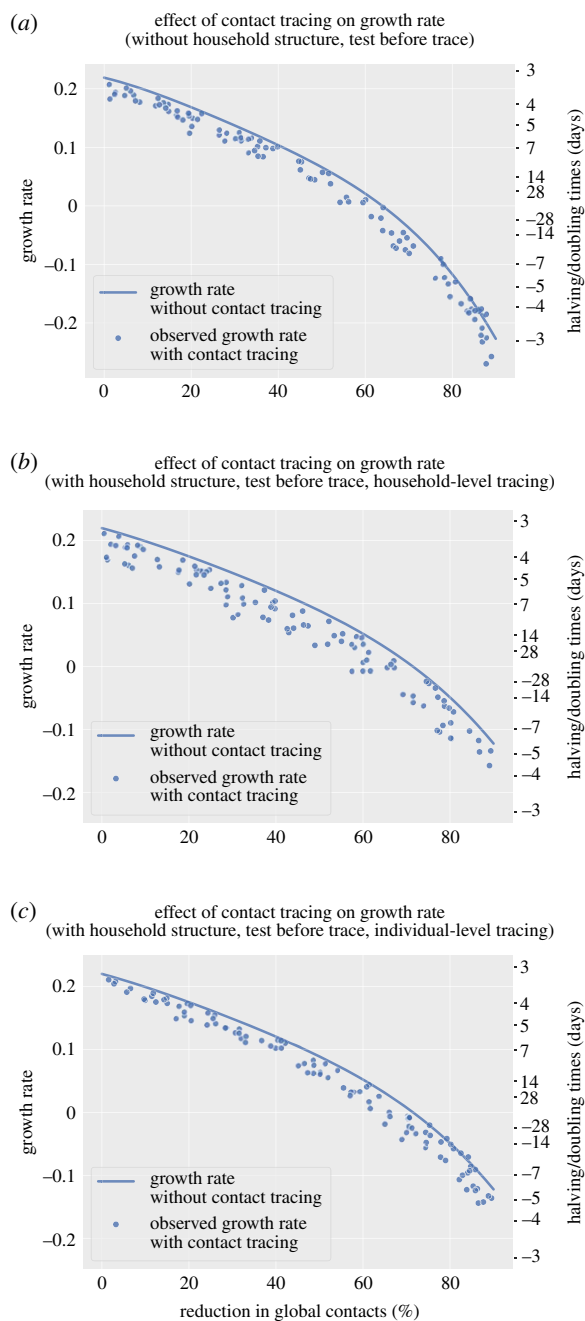 (a)
effect of contact tracing on growth rate
(without household structure, test before trace)
growth rate
0.2
0.1
0
–0.1
–0.2
growth rate
without contact tracing
observed growth rate
with contact tracing
0 20 40 60 80
3
4
5
7
14
28
–28
–14
–7
–5
–4
–3
halving/doubling times (days)
(b)
effect of contact tracing on growth rate
(with household structure, test before trace, household-level tracing)
growth rate
0.2
0.1
0
–0.1
–0.2
growth rate
without contact tracing
observed growth rate
with contact tracing
0 20 40 60 80
3
4
5
7
14
28
–28
–14
–7
–5
–4
–3
halving/doubling times (days)
(c)
effect of contact tracing on growth rate
(with household structure, test before trace, individual-level tracing)
growth rate
0.2
0.1
0
–0.1
–0.2
growth rate
without contact tracing
observed growth rate
with contact tracing
0 20 40 60 80
3
4
5
7
14
28
–28
–14
–7
–5
–4
–3
halving/doubling times (days)
reduction in global contacts (%)